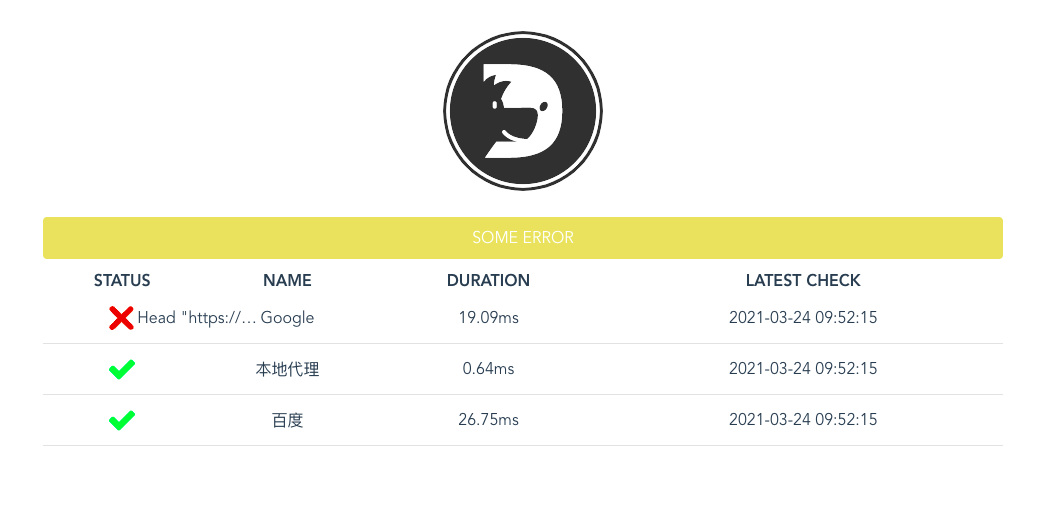 SOME ERROR
STATUS NAME DURATION LATEST CHECK
Head "https://... Google 19.09ms 2021-03-24 09:52:15
本地代理 0.64ms 2021-03-24 09:52:15
百度 26.75ms 2021-03-24 09:52:15